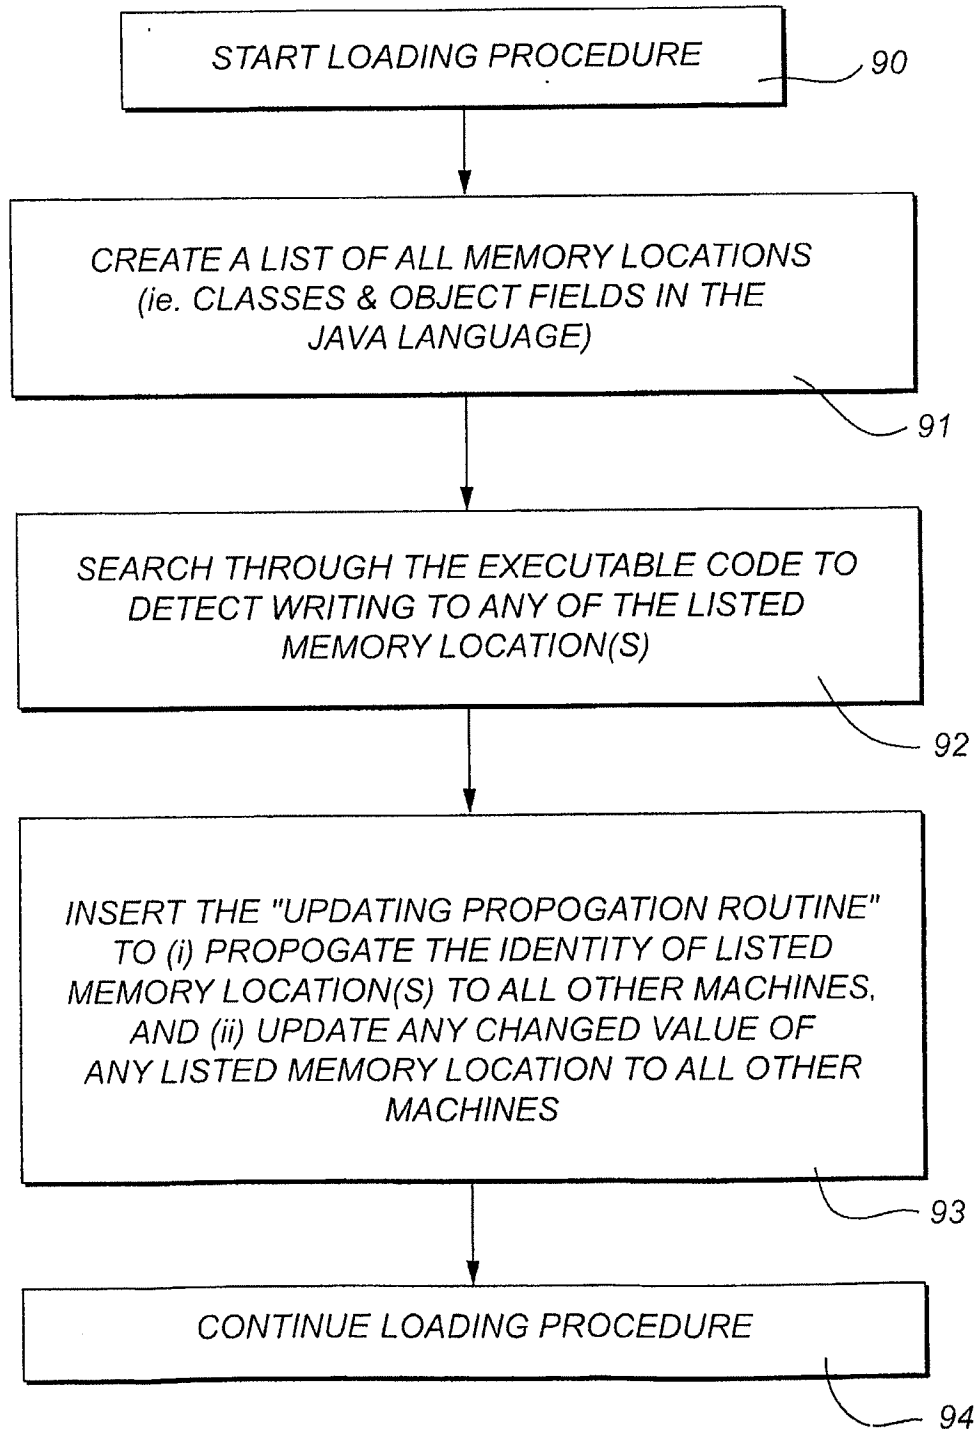 START LOADING PROCEDURE
90
CREATE A LIST OF ALL MEMORY LOCATIONS
(ie. CLASSES & OBJECT FIELDS IN THE
JAVA LANGUAGE)
91
SEARCH THROUGH THE EXECUTABLE CODE TO
DETECT WRITING TO ANY OF THE LISTED
MEMORY LOCATION(S)
92
INSERT THE "UPDATING PROPOGATION ROUTINE"
TO (i) PROPOGATE THE IDENTITY OF LISTED
MEMORY LOCATION(S) TO ALL OTHER MACHINES,
AND (ii) UPDATE ANY CHANGED VALUE OF
ANY LISTED MEMORY LOCATION TO ALL OTHER
MACHINES
93
CONTINUE LOADING PROCEDURE
94